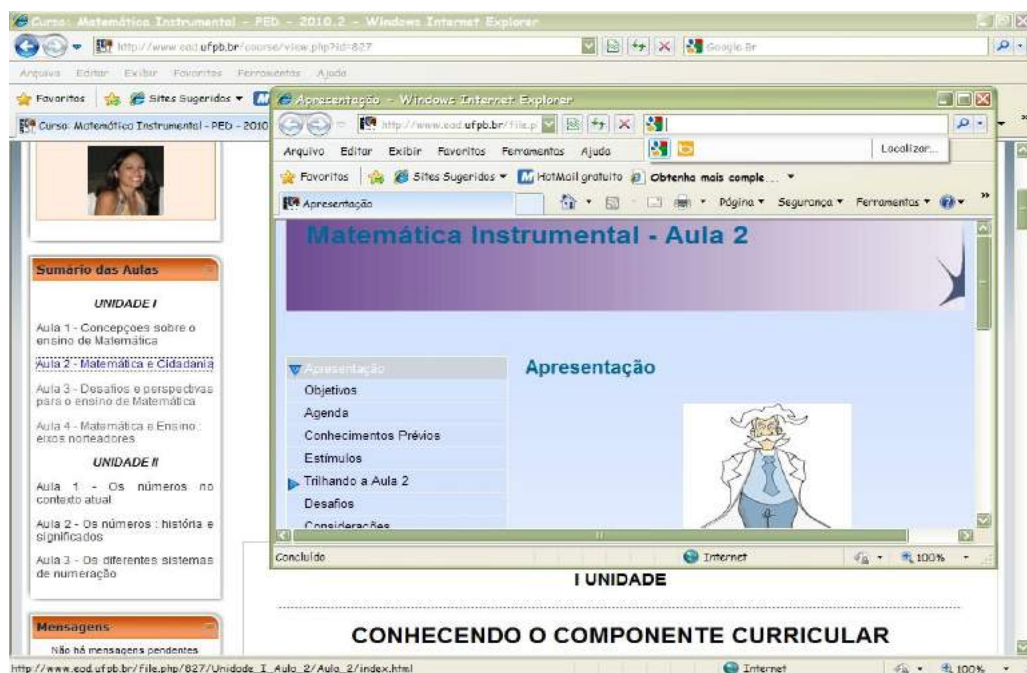 Curso: Matemática Instrumental - PED - 2010.2 - Windows Internet Explorer
http://www.ead.ufpb.br/course/view.php?id=827
Google Br
Arquivo Editar Exibir Favoritos Ferramentas Ajuda
Favoritos Sites Sugeridos
Curso: Matemática Instrumental - PED - 2010
Sumário das Aulas
UNIDADE I
Aula 1 - Concepçoes sobre o
ensino de Matemática
Aula 2 - Matemática e Cidadania
Aula 3 - Desafios e perspectivas
para o ensino de Matemática
Aula 4 - Matemática e Ensino :
eixos norteadores
UNIDADE II
Aula 1 - Os números no
contexto atual
Aula 2 - Os números : história e
significados
Aula 3 - Os diferentes sistemas
de numeração
Mensagens
Não há mensagens pendentes
Apresentação - Windows Internet Explorer
http://www.ead.ufpb.br/file.p
Localizar...
Arquivo Editar Exibir Favoritos Ferramentas Ajuda
Favoritos Sites Sugeridos HotMail gratuito Obtenha mais comple...
Apresentação Página Segurança Ferramentas
Matemática Instrumental - Aula 2
Apresentação
Objetivos
Agenda
Conhecimentos Prévios
Estímulos
Trilhando a Aula 2
Desafios
Considerações
Apresentação
Concluído Internet 100%
I UNIDADE
CONHECENDO O COMPONENTE CURRICULAR
http://www.ead.ufpb.br/file.php/827/Unidade_I_Aula_2/Aula_2/index.html Internet 100%